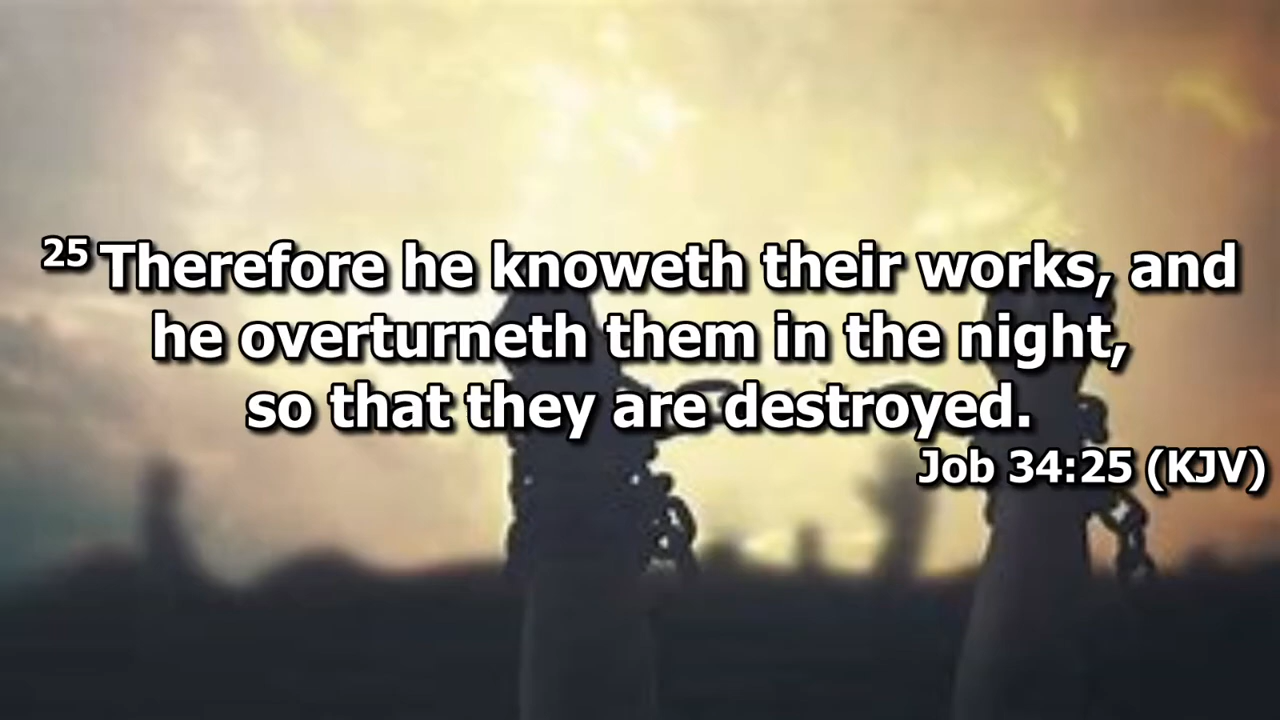 25 Therefore he knoweth their works, and
he overturneth them in the night,
so that they are destroyed.
Job 34:25 (KJV)